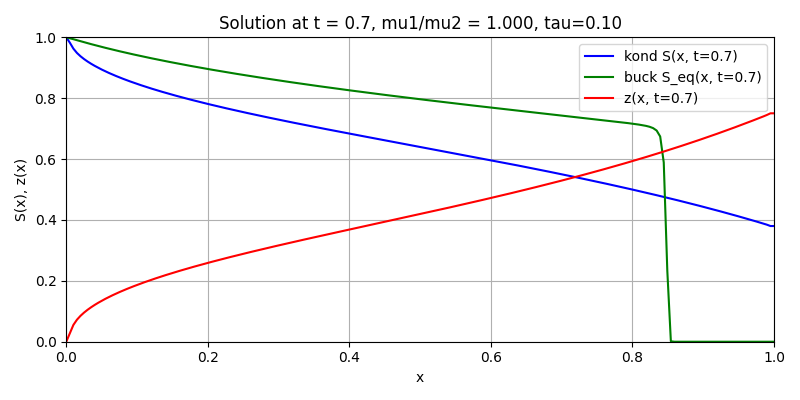 Solution at t = 0.7, mu1/mu2 = 1.000, tau=0.10
1.0
0.8
0.6
0.4
0.2
0.0
S(x), z(x)
kond S(x, t=0.7)
buck S_eq(x, t=0.7)
z(x, t=0.7)
0.0 0.2 0.4 0.6 0.8 1.0
x